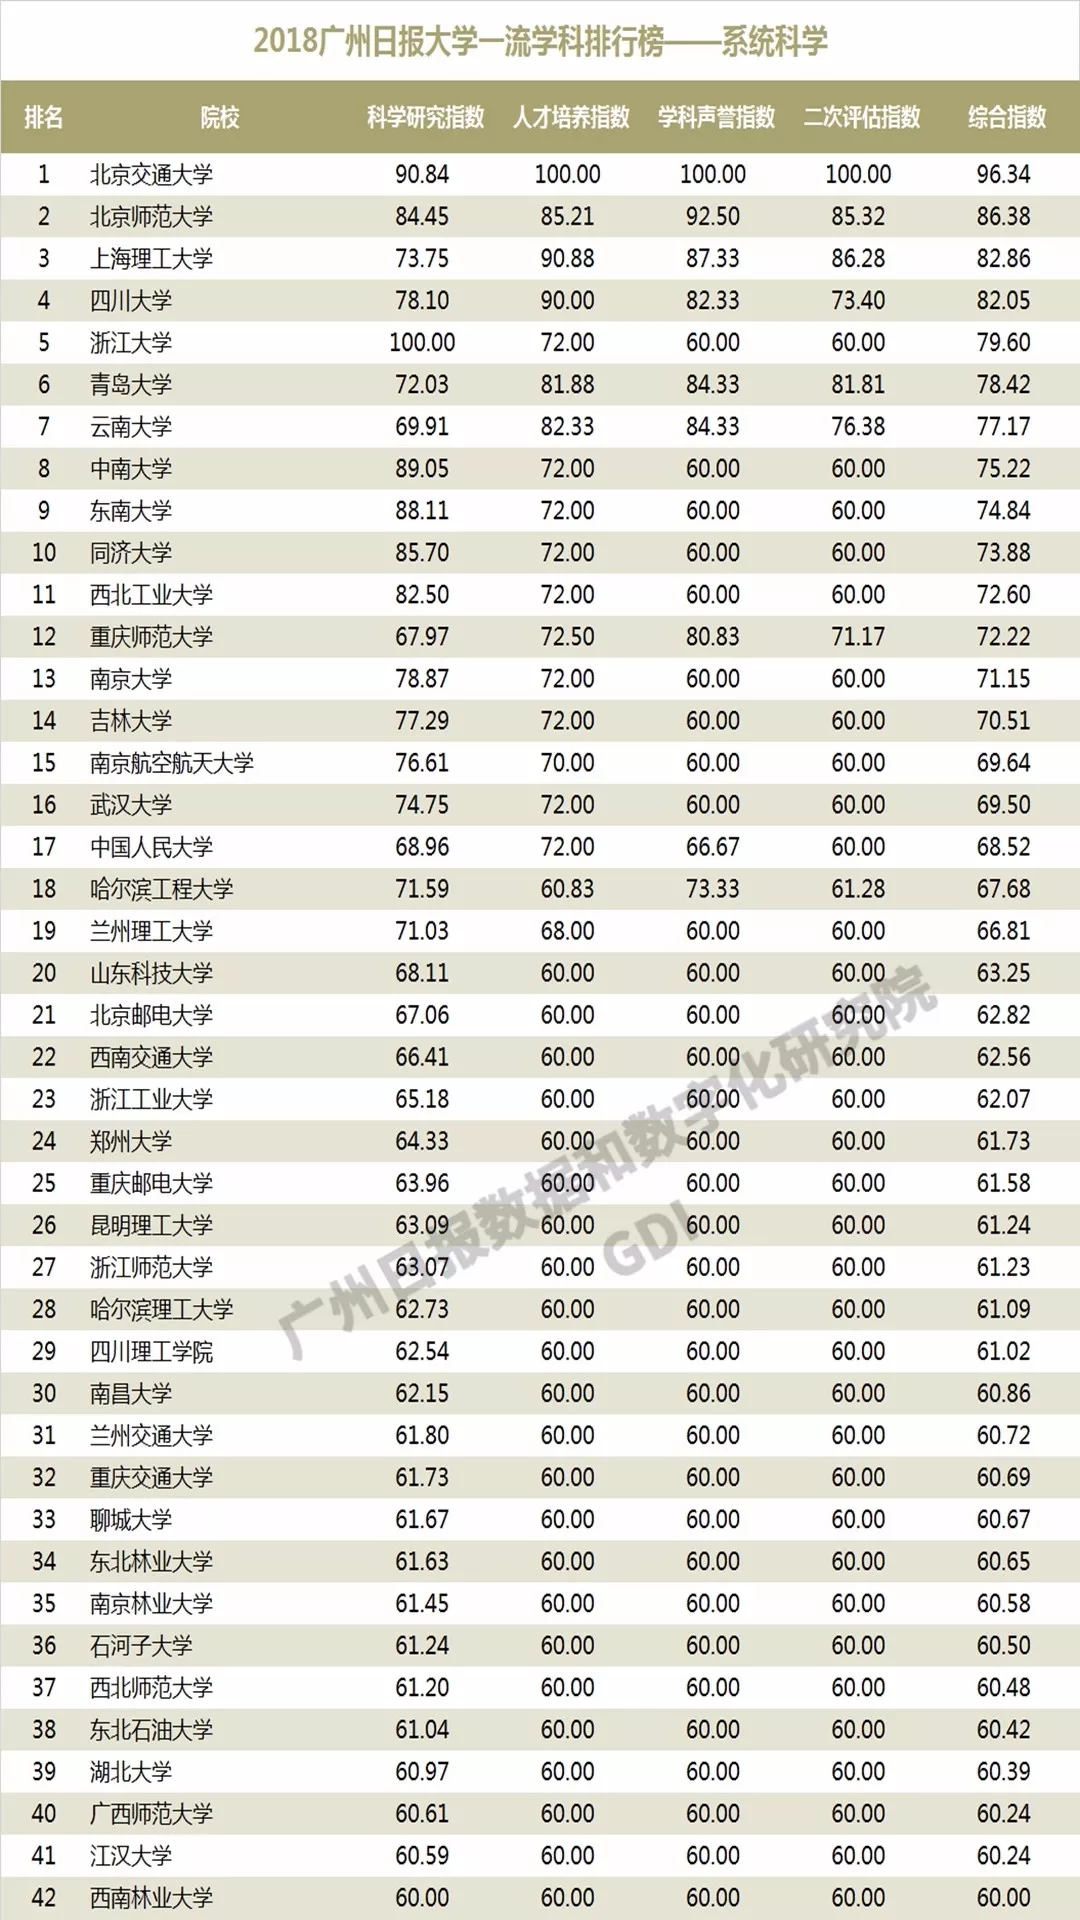 2018广州日报大学一流学科排行榜——系统科学
排名 院校 科学研究指数 人才培养指数 学科声誉指数 二次评估指数 综合指数
1 北京交通大学 90.84 100.00 100.00 100.00 96.34
2 北京师范大学 84.45 85.21 92.50 85.32 86.38
3 上海理工大学 73.75 90.88 87.33 86.28 82.86
4 四川大学 78.10 90.00 82.33 73.40 82.05
5 浙江大学 100.00 72.00 60.00 60.00 79.60
6 青岛大学 72.03 81.88 84.33 81.81 78.42
7 云南大学 69.91 82.33 84.33 76.38 77.17
8 中南大学 89.05 72.00 60.00 60.00 75.22
9 东南大学 88.11 72.00 60.00 60.00 74.84
10 同济大学 85.70 72.00 60.00 60.00 73.88
11 西北工业大学 82.50 72.00 60.00 60.00 72.60
12 重庆师范大学 67.97 72.50 80.83 71.17 72.22
13 南京大学 78.87 72.00 60.00 60.00 71.15
14 吉林大学 77.29 72.00 60.00 60.00 70.51
15 南京航空航天大学 76.61 70.00 60.00 60.00 69.64
16 武汉大学 74.75 72.00 60.00 60.00 69.50
17 中国人民大学 68.96 72.00 66.67 60.00 68.52
18 哈尔滨工程大学 71.59 60.83 73.33 61.28 67.68
19 兰州理工大学 71.03 68.00 60.00 60.00 66.81
20 山东科技大学 68.11 60.00 60.00 60.00 63.25
21 北京邮电大学 67.06 60.00 60.00 60.00 62.82
22 西南交通大学 66.41 60.00 60.00 60.00 62.56
23 浙江工业大学 65.18 60.00 60.00 60.00 62.07
24 郑州大学 64.33 60.00 60.00 60.00 61.73
25 重庆邮电大学 63.96 60.00 60.00 60.00 61.58
26 昆明理工大学 63.09 60.00 60.00 60.00 61.24
27 浙江师范大学 63.07 60.00 60.00 60.00 61.23
28 哈尔滨理工大学 62.73 60.00 60.00 60.00 61.09
29 四川理工学院 62.54 60.00 60.00 60.00 61.02
30 南昌大学 62.15 60.00 60.00 60.00 60.86
31 兰州交通大学 61.80 60.00 60.00 60.00 60.72
32 重庆交通大学 61.73 60.00 60.00 60.00 60.69
33 聊城大学 61.67 60.00 60.00 60.00 60.67
34 东北林业大学 61.63 60.00 60.00 60.00 60.65
35 南京林业大学 61.45 60.00 60.00 60.00 60.58
36 石河子大学 61.24 60.00 60.00 60.00 60.50
37 西北师范大学 61.20 60.00 60.00 60.00 60.48
38 东北石油大学 61.04 60.00 60.00 60.00 60.42
39 湖北大学 60.97 60.00 60.00 60.00 60.39
40 广西师范大学 60.61 60.00 60.00 60.00 60.24
41 江汉大学 60.59 60.00 60.00 60.00 60.24
42 西南林业大学 60.00 60.00 60.00 60.00 60.00
广州日报数据和数字化研究院
GDI